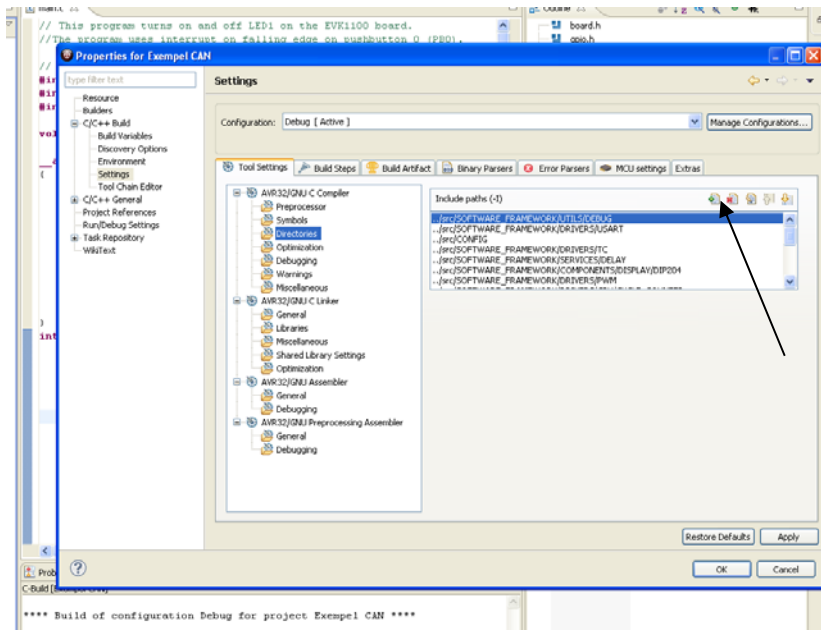 main.c
Outline
// This program turns on and off LED1 on the EVK1100 board.
//The program uses interrupt on falling edge on pushbutton 0 (PB0).
board.h
gpio.h
Properties for Exempel CAN
//
type filter text
Settings
Resource
Builders
C/C++ Build
Build Variables
Discovery Options
Environment
Settings
Tool Chain Editor
C/C++ General
Project References
Run/Debug Settings
Task Repository
WikiText
Configuration: Debug [ Active ]
Manage Configurations...
Tool Settings Build Steps Build Artifact Binary Parsers Error Parsers MCU settings Extras
AVR32/GNU C Compiler
Preprocessor
Symbols
Directories
Optimization
Debugging
Warnings
Miscellaneous
AVR32/GNU C Linker
General
Libraries
Miscellaneous
Shared Library Settings
Optimization
AVR32/GNU Assembler
General
Debugging
AVR32/GNU Preprocessing Assembler
General
Debugging
Include paths (-I)
../src/SOFTWARE_FRAMEWORK/UTILS/DEBUG
../src/SOFTWARE_FRAMEWORK/DRIVERS/USART
../src/CONFIG
../src/SOFTWARE_FRAMEWORK/DRIVERS/TC
../src/SOFTWARE_FRAMEWORK/SERVICES/DELAY
../src/SOFTWARE_FRAMEWORK/COMPONENTS/DISPLAY/DIP204
../src/SOFTWARE_FRAMEWORK/DRIVERS/PWM
}
int
Restore Defaults Apply
OK Cancel
Prob
**** Build of configuration Debug for project Exempel CAN ****